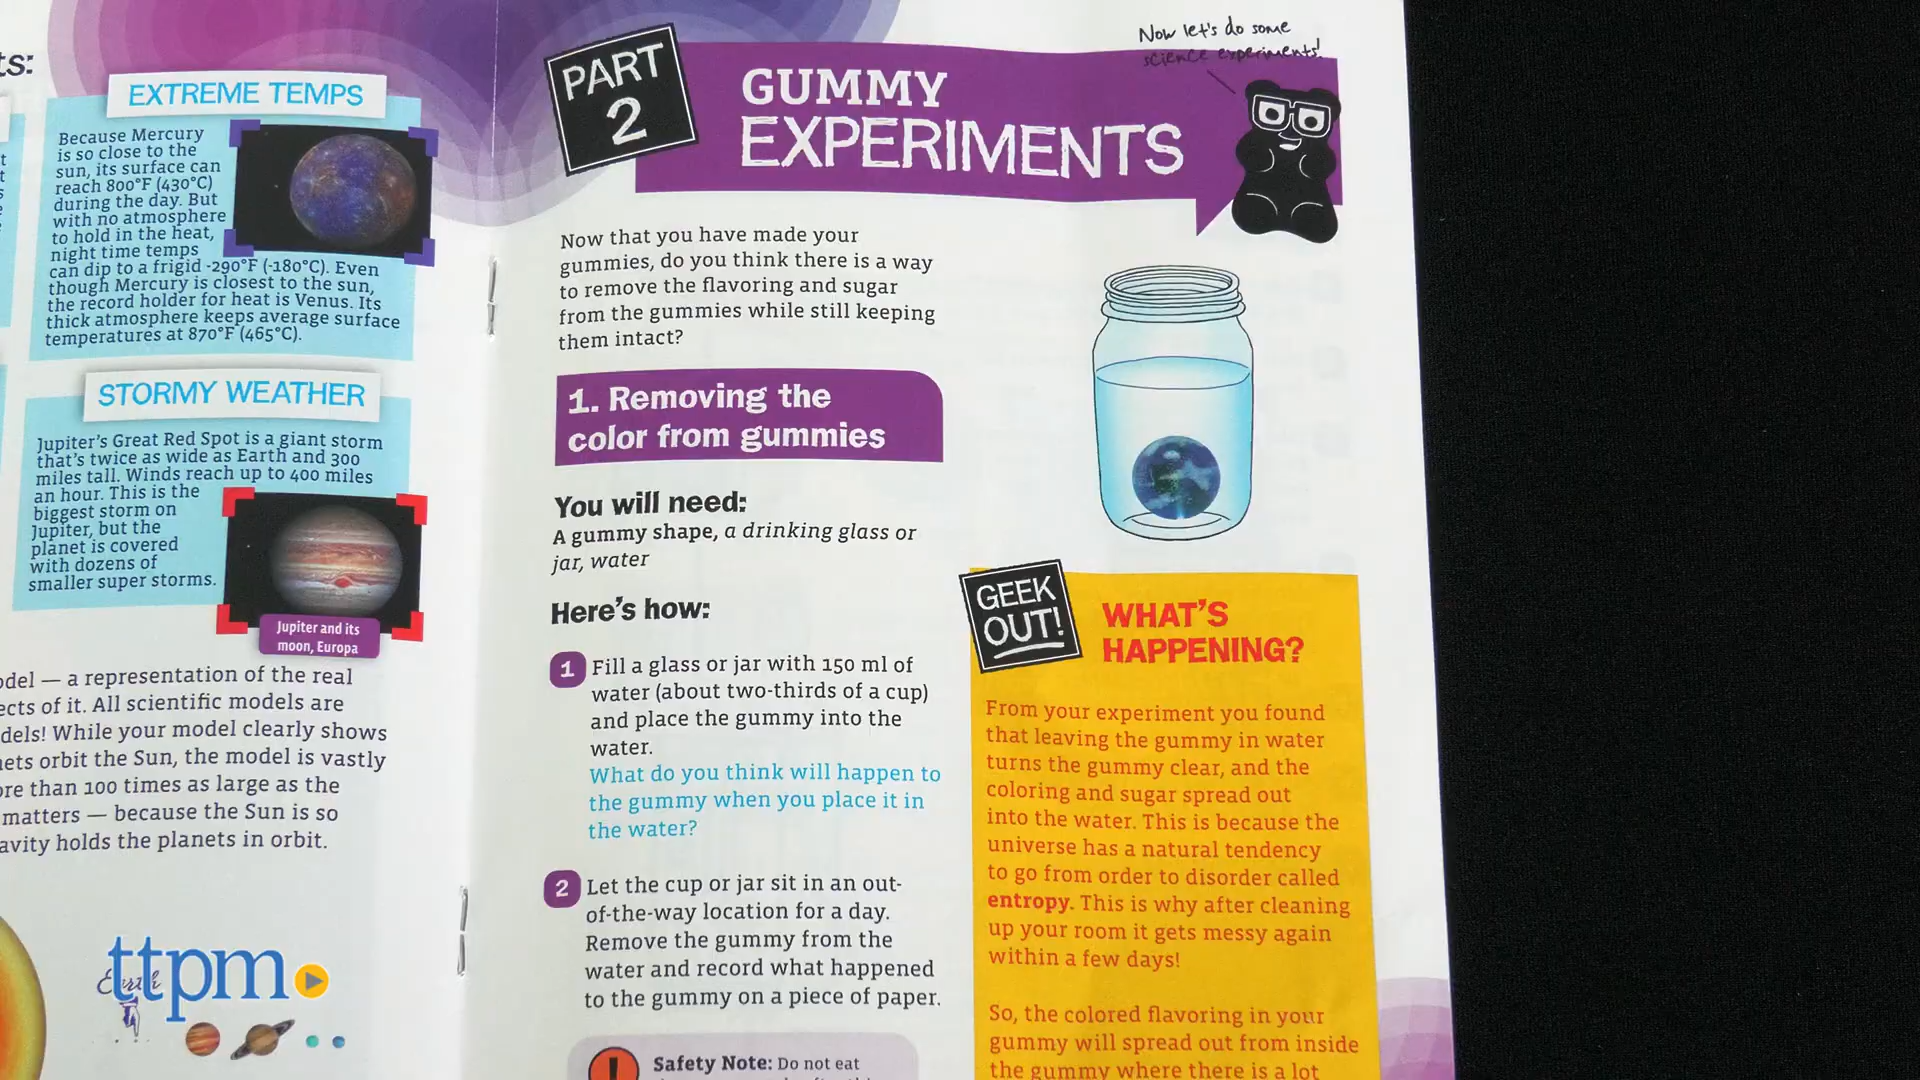 ts:
EXTREME TEMPS
Because Mercury
is so close to the
sun, its surface can
reach 800°F (430°C)
during the day. But
with no atmosphere
to hold in the heat,
night time temps
can dip to a frigid -290°F (-180°C). Even
though Mercury is closest to the sun,
the record holder for heat is Venus. Its
thick atmosphere keeps average surface
temperatures at 870°F (465°C).
STORMY WEATHER
Jupiter's Great Red Spot is a giant storm
that's twice as wide as Earth and 300
miles tall. Winds reach up to 400 miles
an hour. This is the
biggest storm on
Jupiter, but the
planet is covered
with dozens of
smaller super storms.
Jupiter and its
moon, Europa
odel — a representation of the real
ects of it. All scientific models are
dels! While your model clearly shows
nets orbit the Sun, the model is vastly
ore than 100 times as large as the
matters — because the Sun is so
avity holds the planets in orbit.
Earth
ttpm
PART
2
GUMMY
EXPERIMENTS
Now let's do some
science experiments!
Now that you have made your
gummies, do you think there is a way
to remove the flavoring and sugar
from the gummies while still keeping
them intact?
1. Removing the
color from gummies
You will need:
A gummy shape, a drinking glass or
jar, water
Here's how:
1 Fill a glass or jar with 150 ml of
water (about two-thirds of a cup)
and place the gummy into the
water.
What do you think will happen to
the gummy when you place it in
the water?
2 Let the cup or jar sit in an out-
of-the-way location for a day.
Remove the gummy from the
water and record what happened
to the gummy on a piece of paper.
! Safety Note: Do not eat
GEEK
OUT!
WHAT'S
HAPPENING?
From your experiment you found
that leaving the gummy in water
turns the gummy clear, and the
coloring and sugar spread out
into the water. This is because the
universe has a natural tendency
to go from order to disorder called
entropy. This is why after cleaning
up your room it gets messy again
within a few days!
So, the colored flavoring in your
gummy will spread out from inside
the gummy where there is a lot